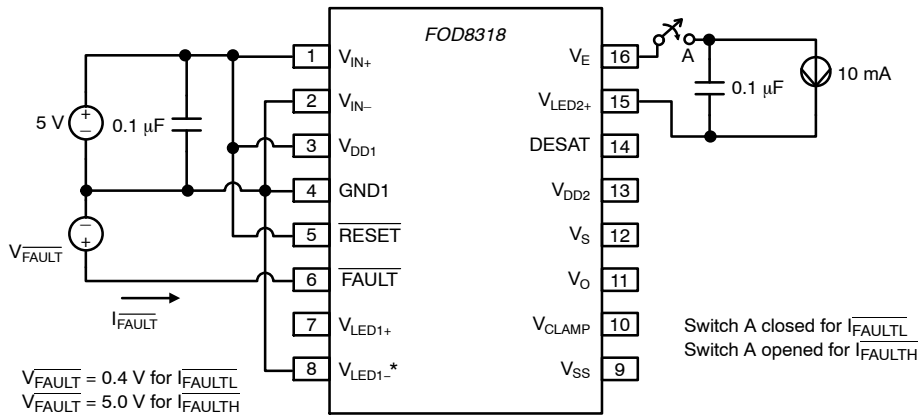 FOD8318
1 V_IN+
2 V_IN–
3 V_DD1
4 GND1
5 RESET
6 FAULT
7 V_LED1+
8 V_LED1–*
V_E 16
V_LED2+ 15
DESAT 14
V_DD2 13
V_S 12
V_O 11
V_CLAMP 10
V_SS 9
5 V
+
–
0.1 µF
–
+
V_FAULT
I_FAULT
A
0.1 µF
10 mA
Switch A closed for I_FAULTL
Switch A opened for I_FAULTH
V_FAULT = 0.4 V for I_FAULTL
V_FAULT = 5.0 V for I_FAULTH